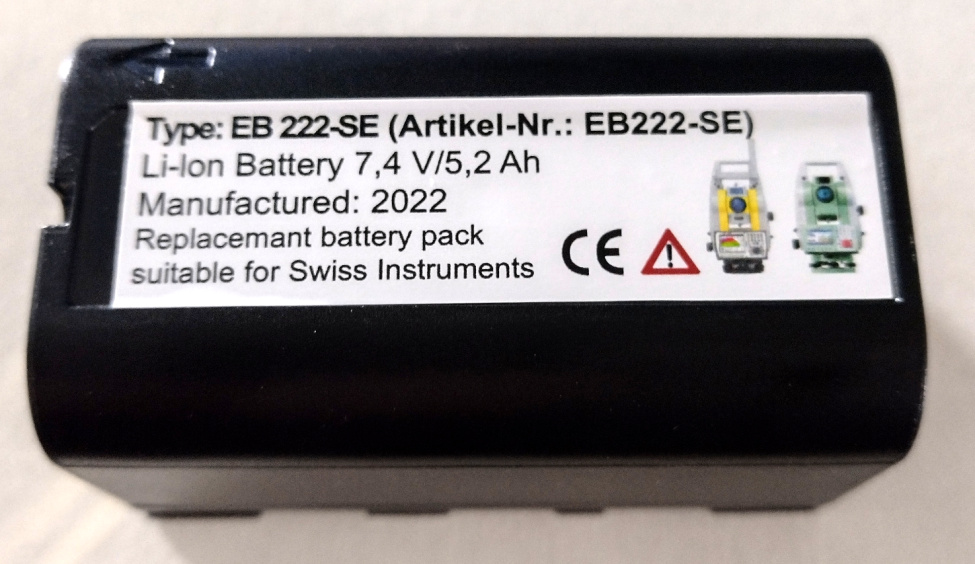 Type: EB 222-SE (Artikel-Nr.: EB222-SE)
Li-Ion Battery 7,4 V/5,2 Ah
Manufactured: 2022
Replacemant battery pack
suitable for Swiss Instruments
CE